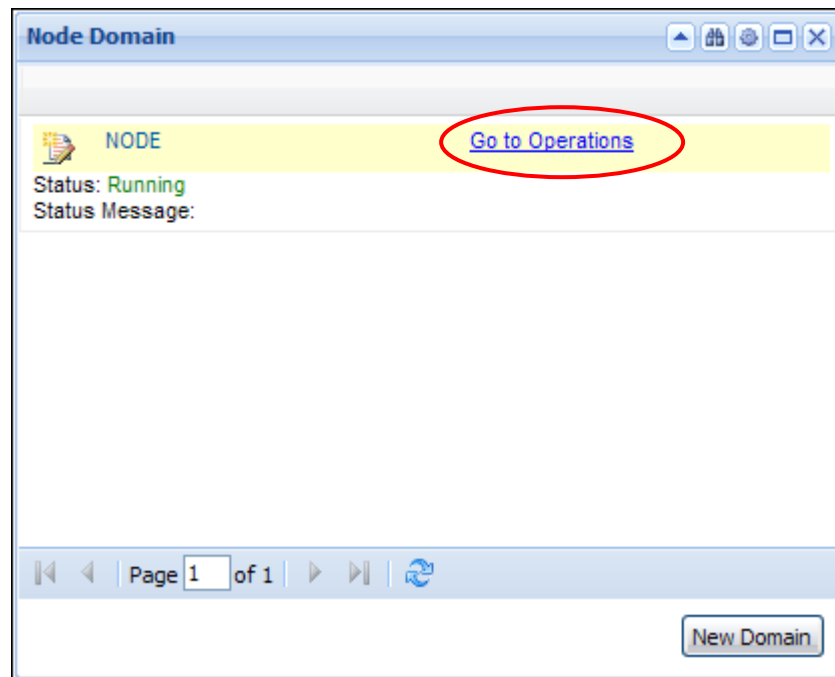 Node Domain
NODE Go to Operations
Status: Running
Status Message:
Page 1 of 1
New Domain